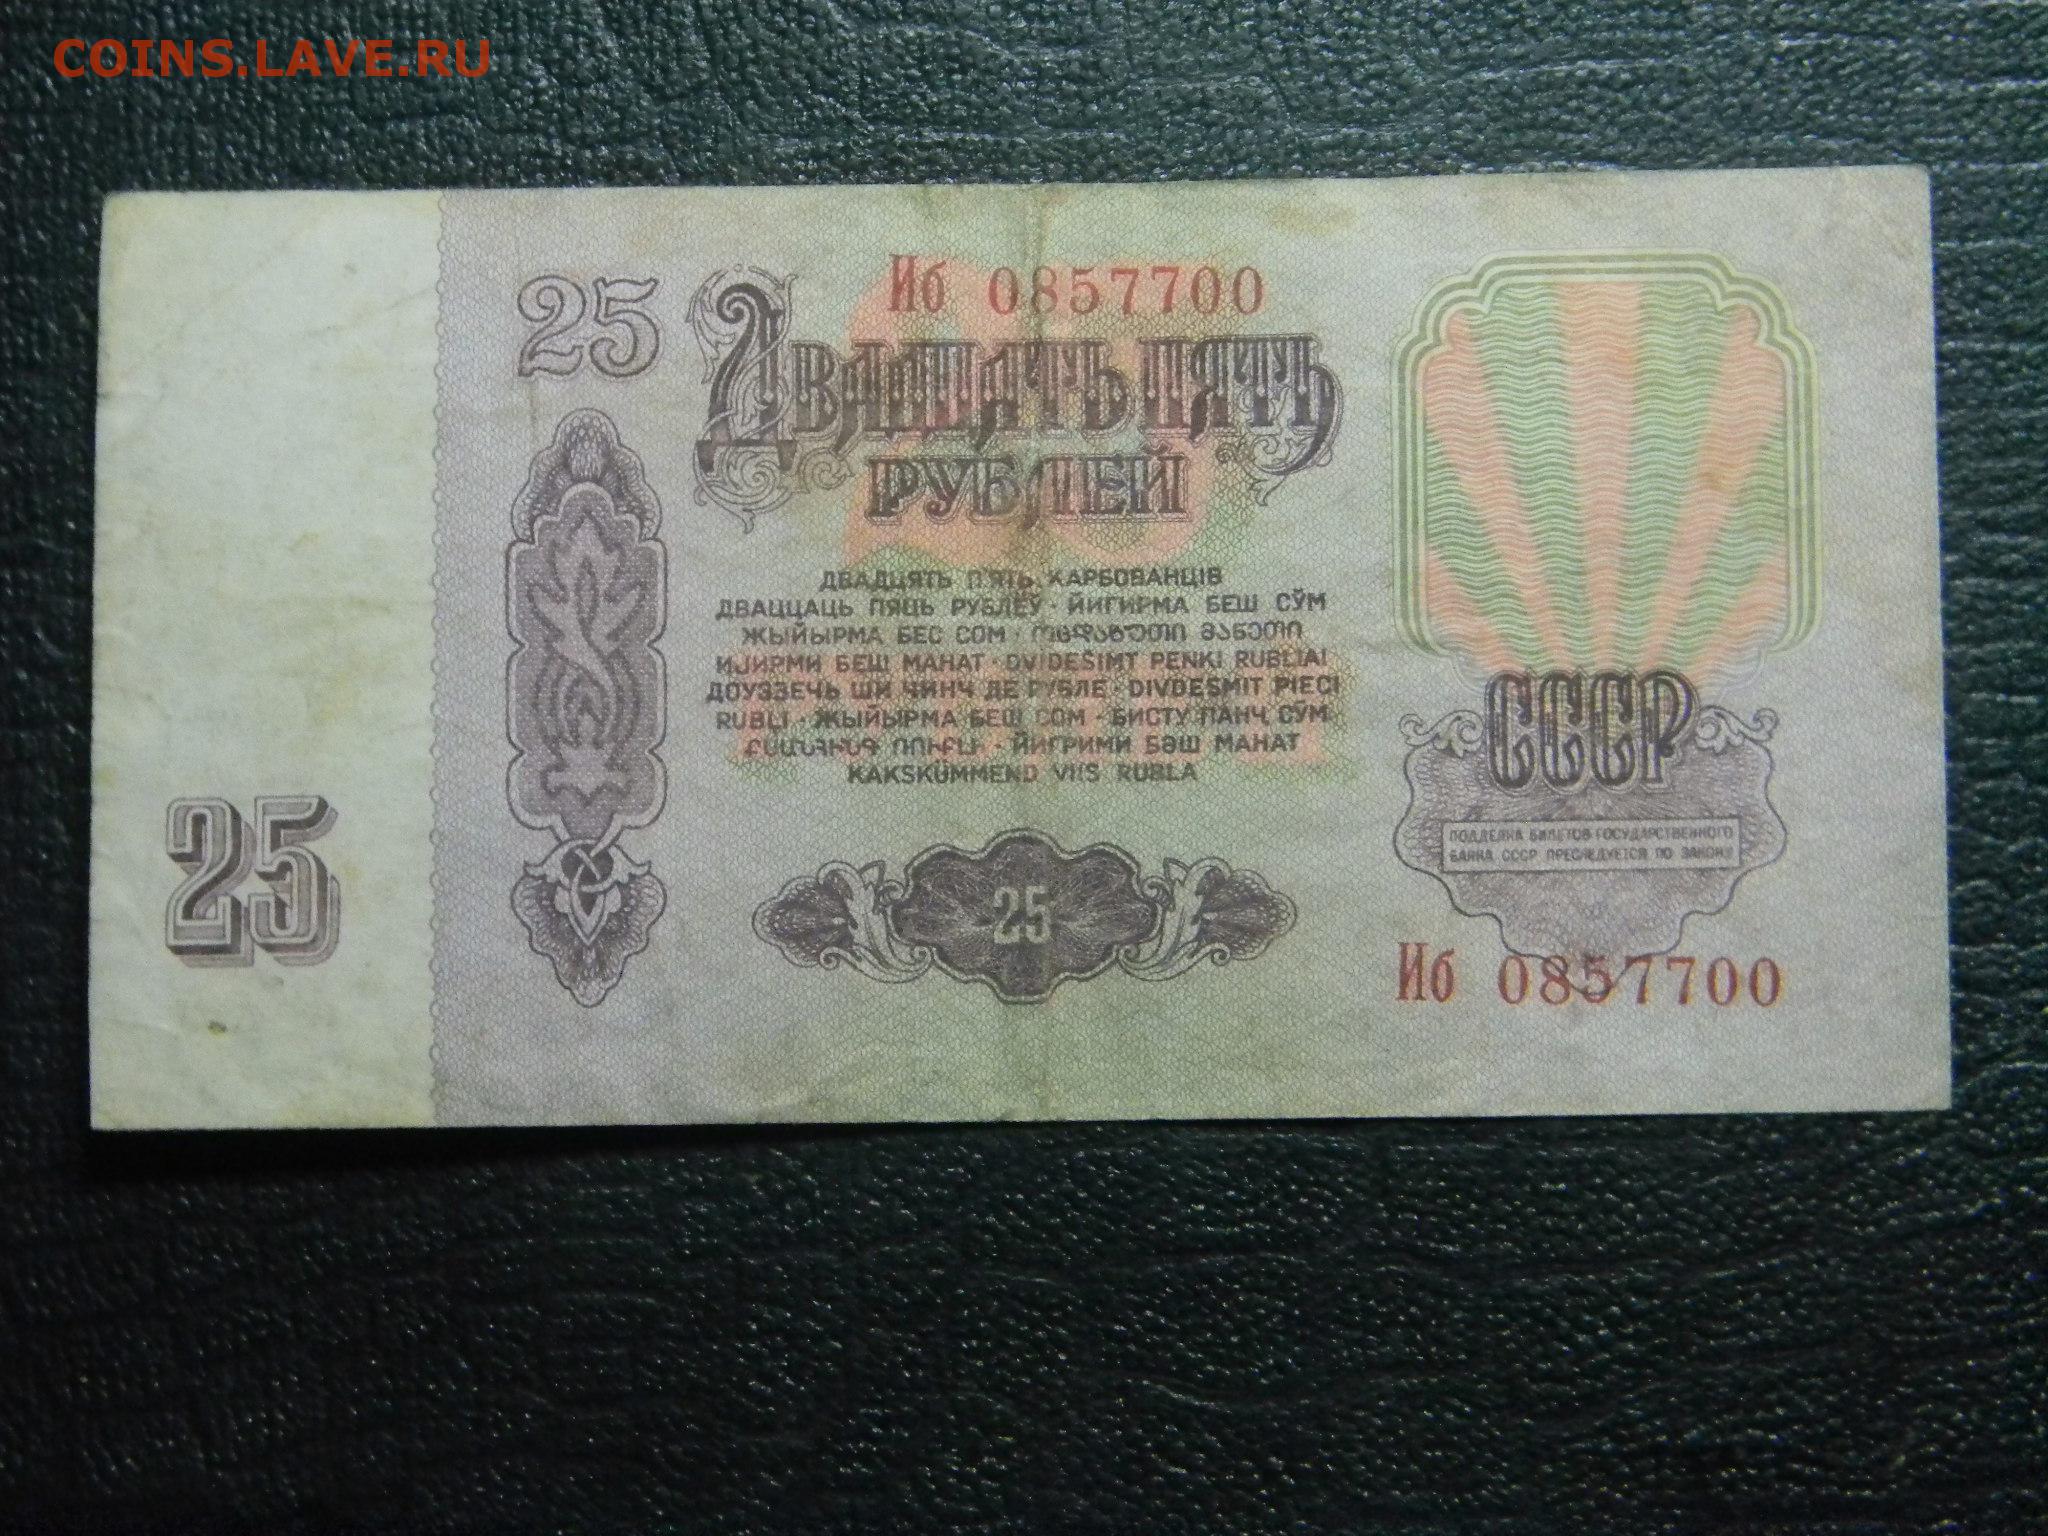 COINS.LAVE.RU
Иб 0857700
25
Двадцать пять
рублей
ДВАДЦЯТЬ П'ЯТЬ КАРБОВАНЦІВ
ДВАЦЦАЦЬ ПЯЦЬ РУБЛЁЎ · ЙИГИРМА БЕШ СЎМ
ЖЫЙЫРМА БЕС СОМ · ოცდახუთი მანეთი
ИЈИРМИ БЕШ МАНАТ · DVIDEŠIMT PENKI RUBLIAI
ДОУЭЗЕЧЬ ШИ ЧИНЧ ДЕ РУБЛЕ · DIVDESMIT PIECI
RUBĻI · ЖЫЙЫРМА БЕШ СОМ · БИСТУ ПАНҶ СӮМ
ՔՍԱՆՀԻՆԳ ՌՈՒԲԼԻ · ЙИГРИМИ БӘШ МАНАТ
KAKSKÜMMEND VIIS RUBLA
СССР
ПОДДЕЛКА БИЛЕТОВ ГОСУДАРСТВЕННОГО
БАНКА СССР ПРЕСЛЕДУЕТСЯ ПО ЗАКОНУ
25
25
Иб 0857700